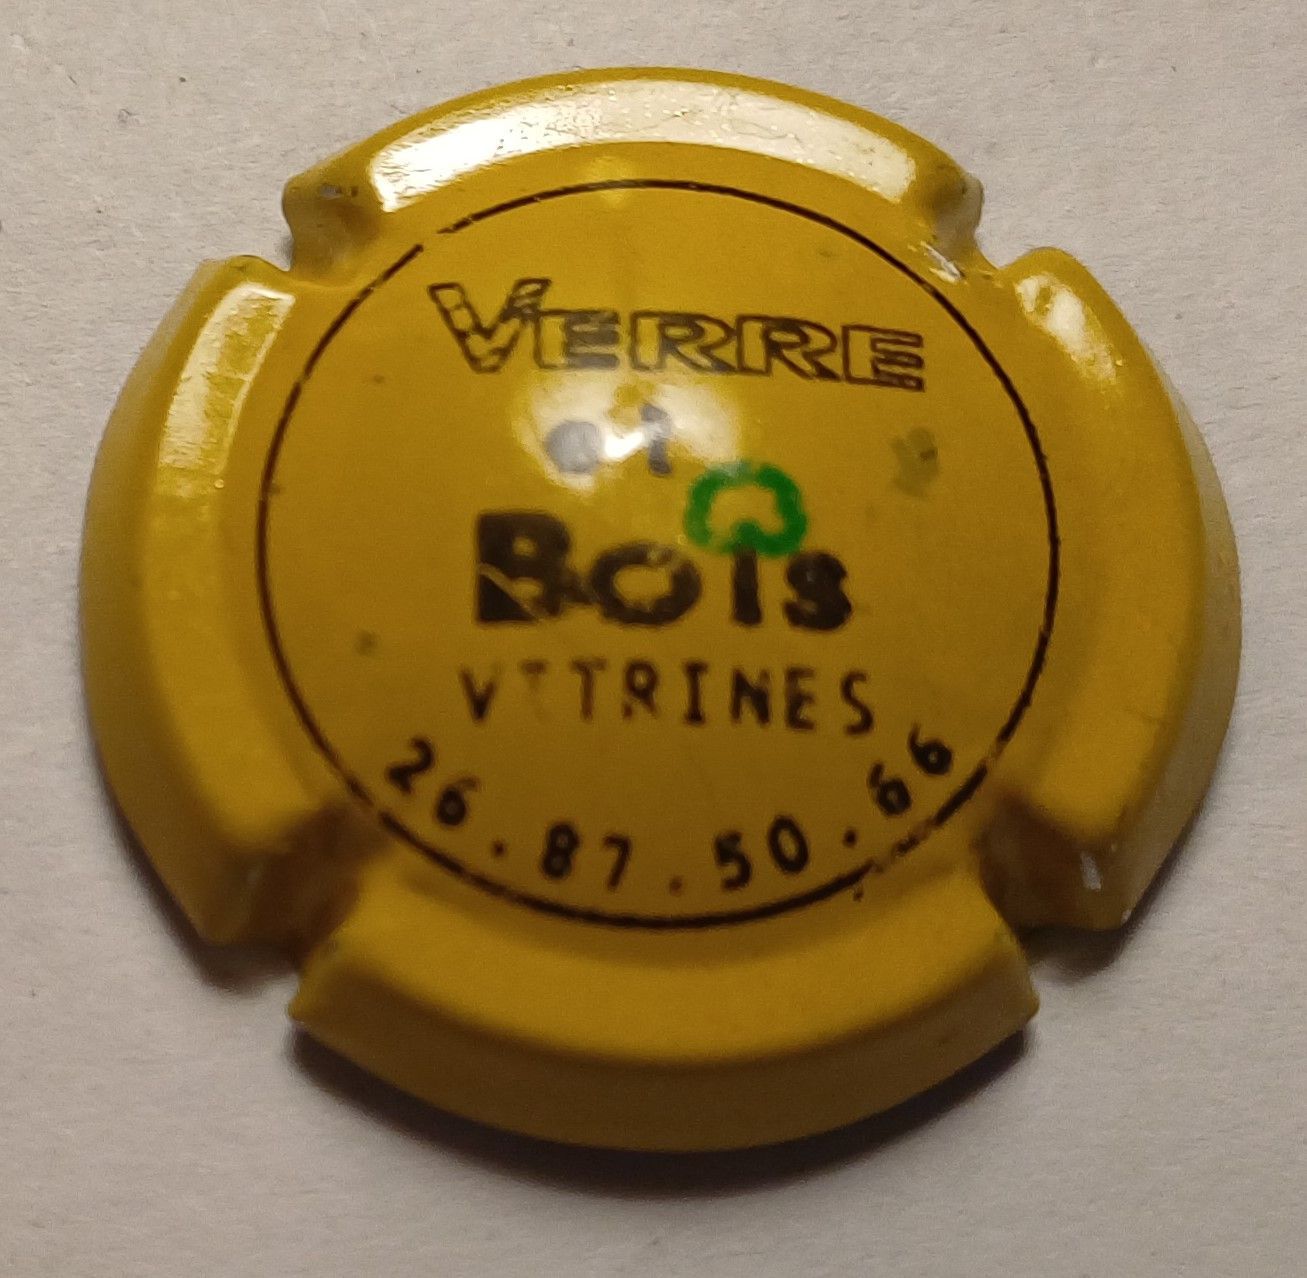 VERRE
et
BOIS
VITRINES
26.87.50.66